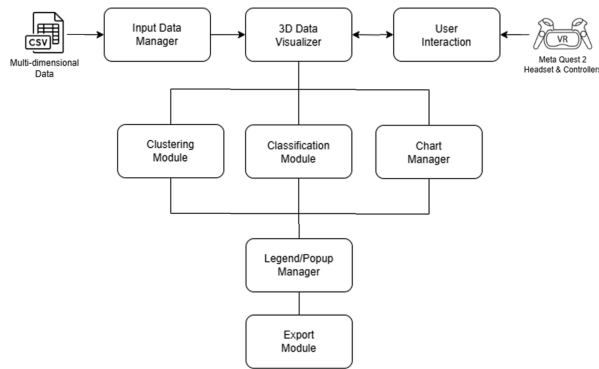 CSV
Multi-dimensional
Data
Input Data
Manager
3D Data
Visualizer
User
Interaction
VR
Meta Quest 2
Headset & Controllers
Clustering
Module
Classification
Module
Chart
Manager
Legend/Popup
Manager
Export
Module